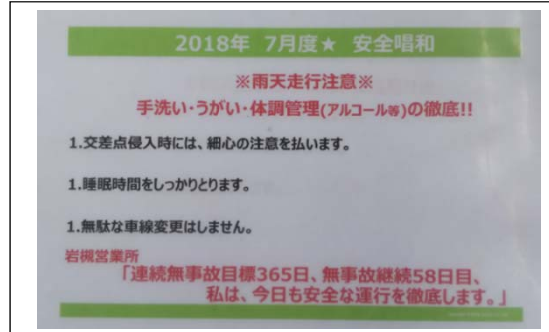 2018年 7月度★ 安全唱和
※雨天走行注意※
手洗い・うがい・体調管理(アルコール等)の徹底!!
1.交差点侵入時には、細心の注意を払います。
1.睡眠時間をしっかりとります。
1.無駄な車線変更はしません。
岩槻営業所
「連続無事故目標365日、無事故継続58日目、
私は、今日も安全な運行を徹底します。」